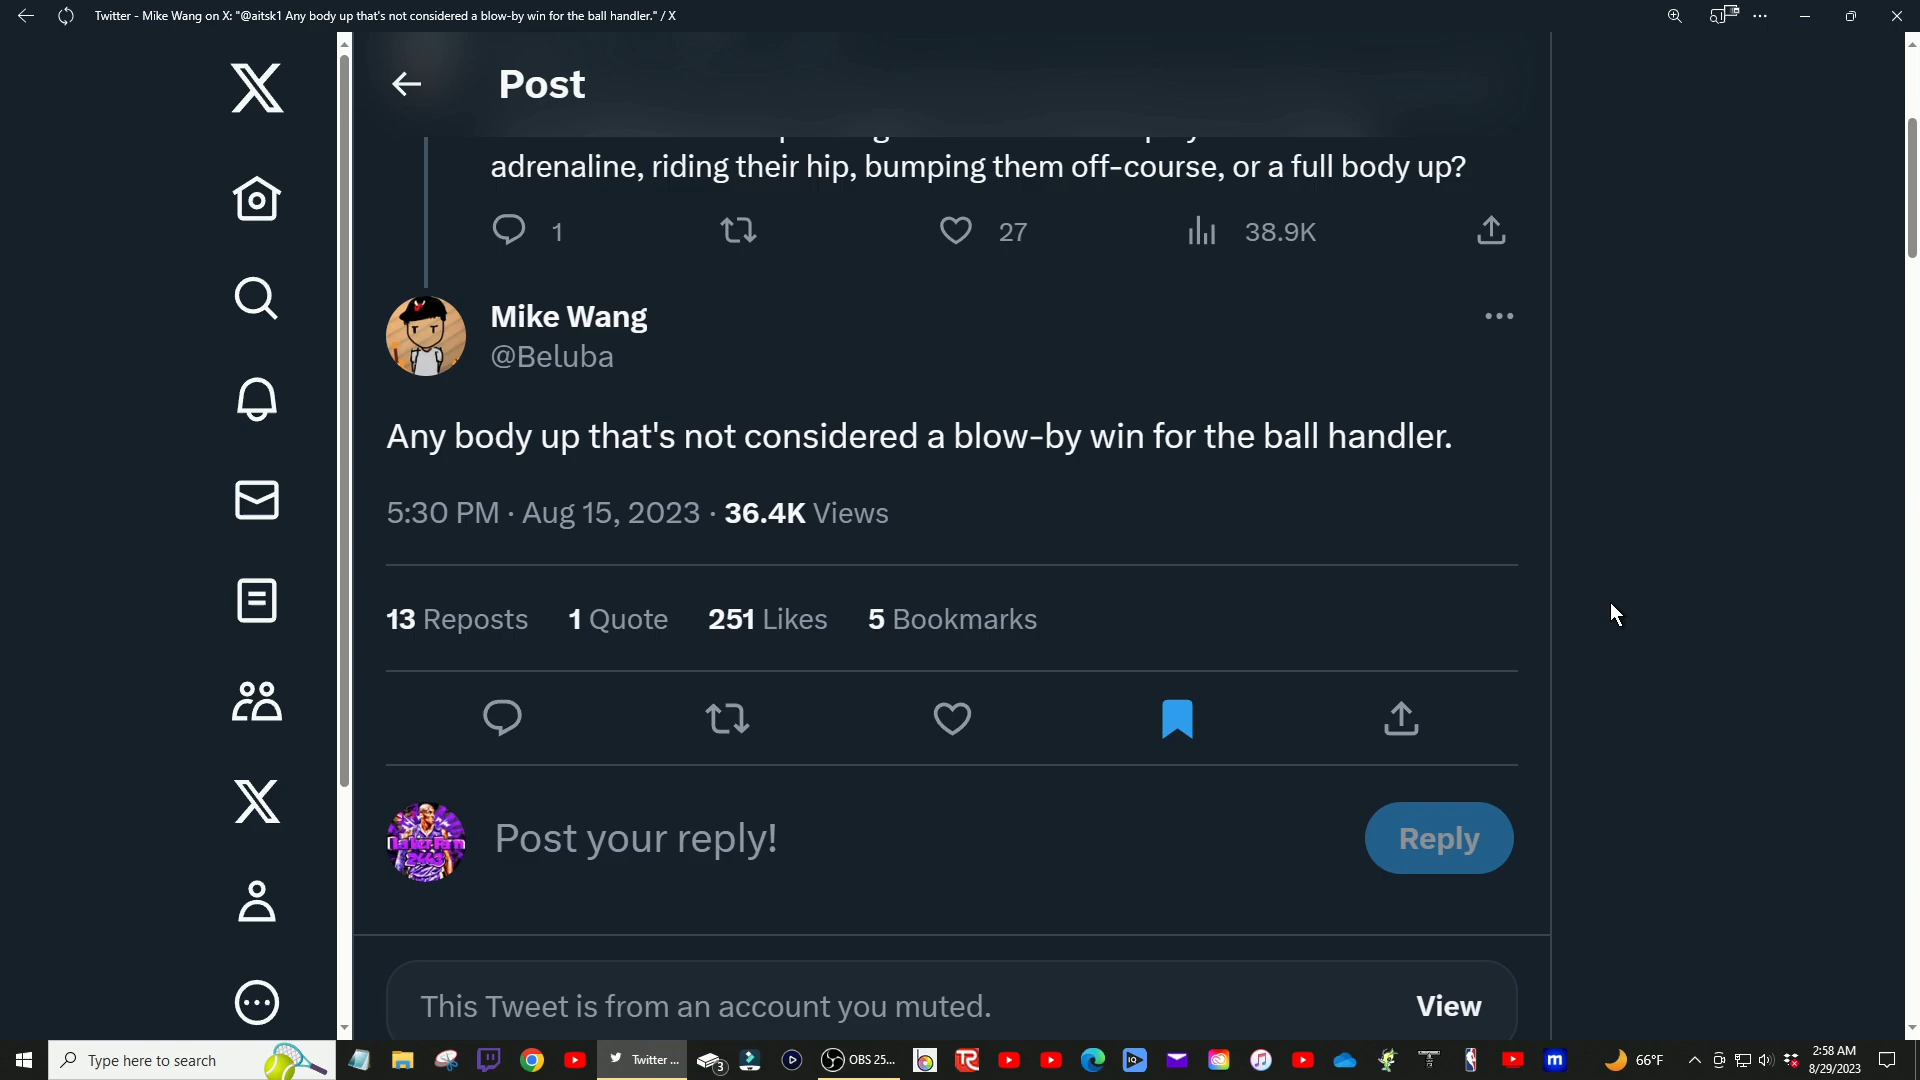 Twitter - Mike Wang on X: "@aitsk1 Any body up that's not considered a blow-by win for the ball handler." / X
Post
adrenaline, riding their hip, bumping them off-course, or a full body up?
1 27 38.9K
Mike Wang
@Beluba
Any body up that's not considered a blow-by win for the ball handler.
5:30 PM · Aug 15, 2023 · 36.4K Views
13 Reposts 1 Quote 251 Likes 5 Bookmarks
Post your reply!
Reply
This Tweet is from an account you muted.
View
Type here to search
Twitter ...
3
OBS 25...
66°F
2:58 AM
8/29/2023